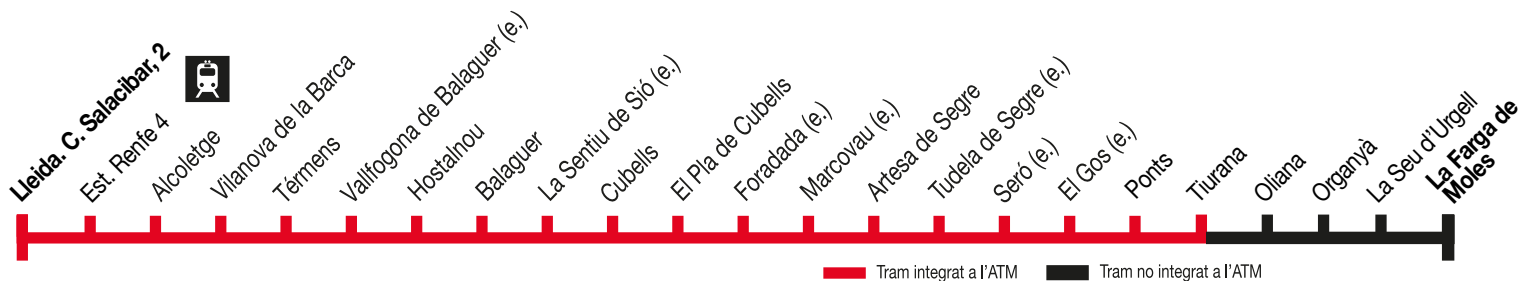 Lleida. C. Salacibar, 2
Est. Renfe 4
Alcoletge
Vilanova de la Barca
Térmens
Vallfogona de Balaguer (e.)
Hostalnou
Balaguer
La Sentiu de Sió (e.)
Cubells
El Pla de Cubells
Foradada (e.)
Marcovau (e.)
Artesa de Segre
Tudela de Segre (e.)
Seró (e.)
El Gos (e.)
Ponts
Tiurana
Oliana
Organyà
La Seu d'Urgell
La Farga de
Moles
Tram integrat a l'ATM
Tram no integrat a l'ATM